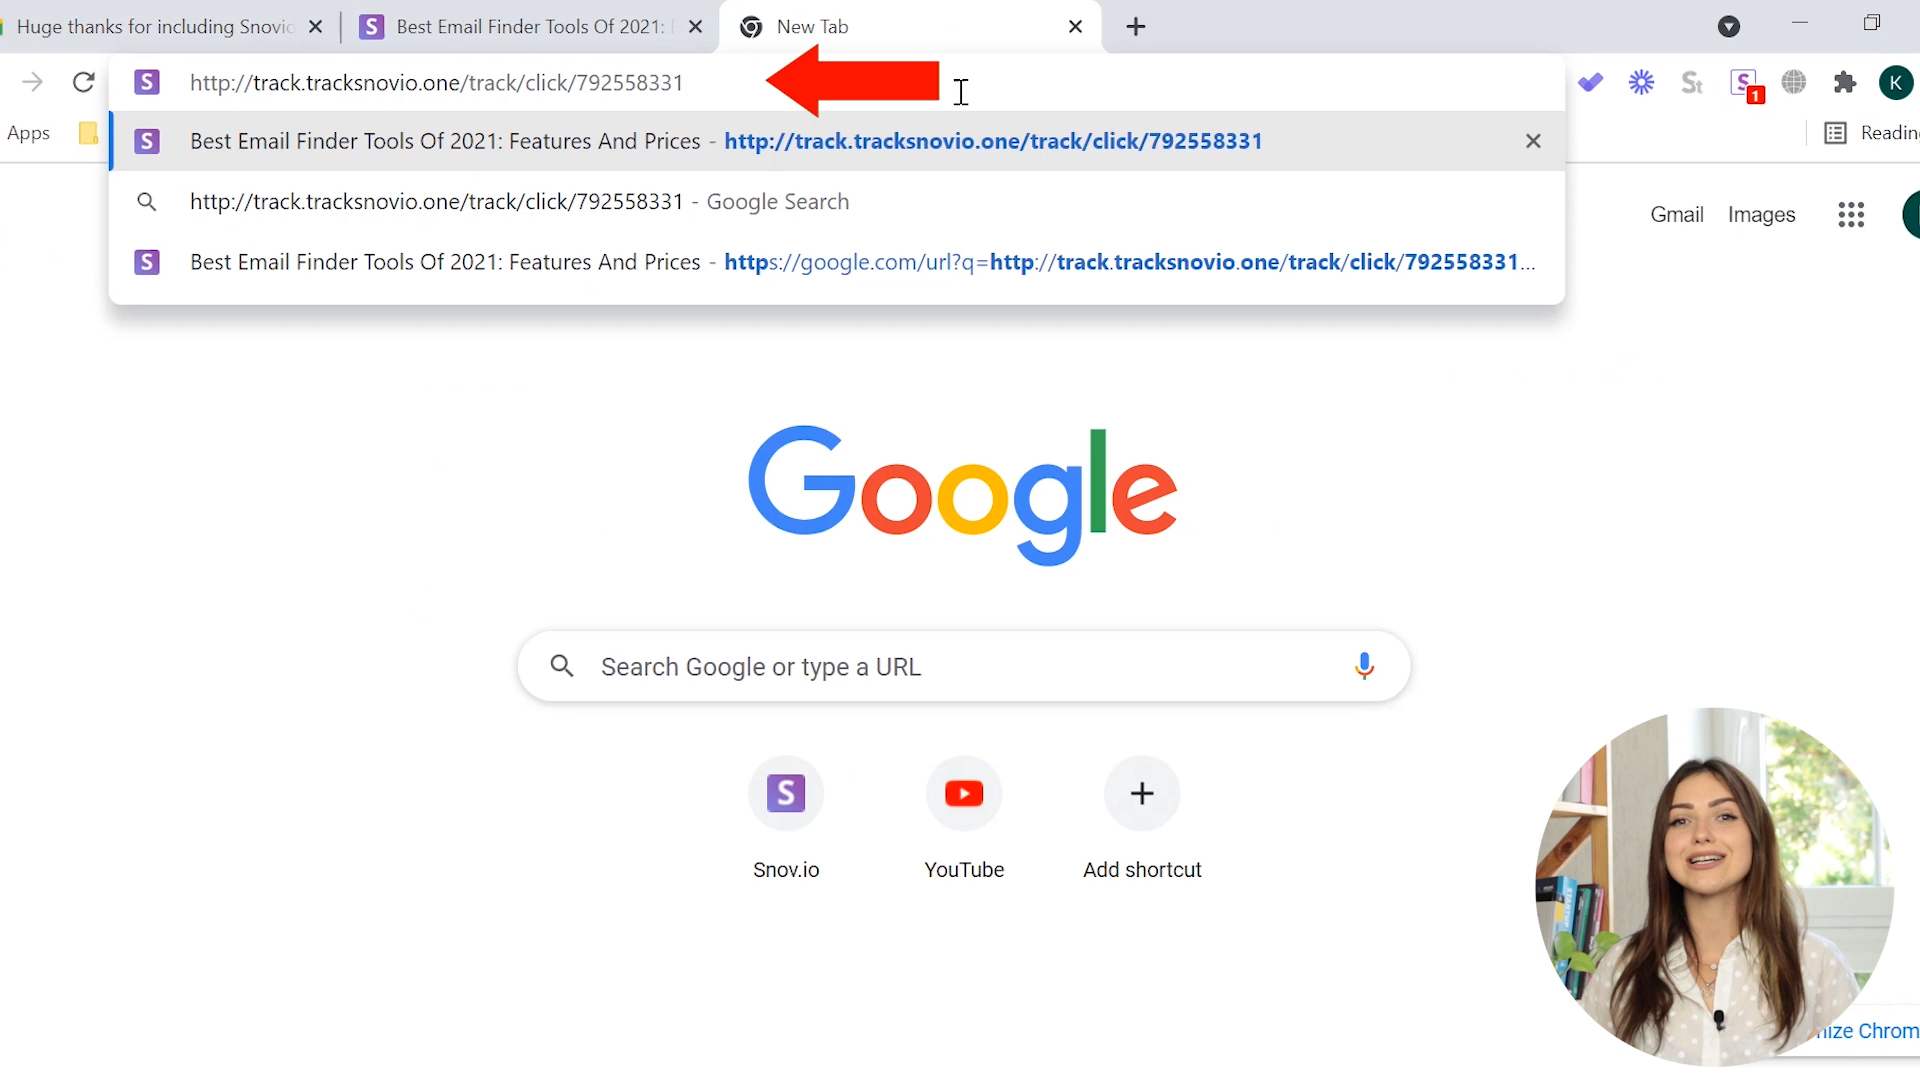 Huge thanks for including Snovio
Best Email Finder Tools Of 2021:
New Tab
http://track.tracksnovio.one/track/click/792558331
St
S
1
K
Apps
Best Email Finder Tools Of 2021: Features And Prices - http://track.tracksnovio.one/track/click/792558331
Reading
http://track.tracksnovio.one/track/click/792558331 - Google Search
Gmail
Images
Best Email Finder Tools Of 2021: Features And Prices - https://google.com/url?q=http://track.tracksnovio.one/track/click/792558331...
Google
Search Google or type a URL
S
Snov.io
YouTube
Add shortcut
mize Chrom